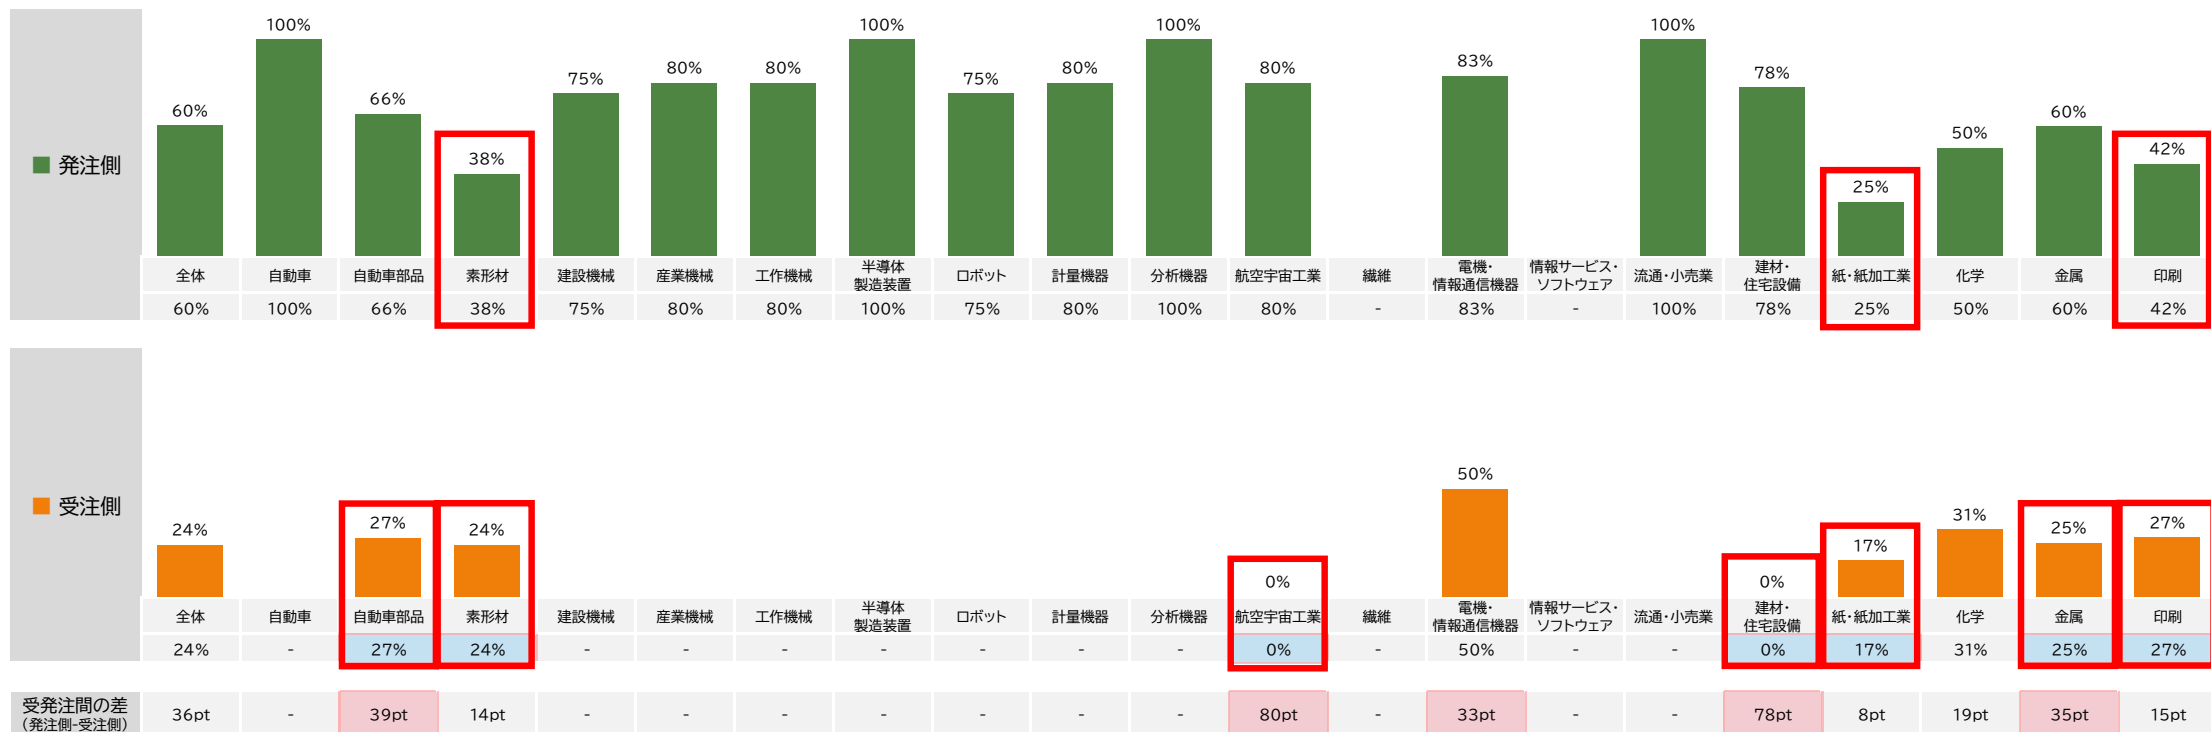 100% 100% 100% 100%
83%
80% 80% 80% 80%
75% 75% 78%
66%
60% 60%
50%
38% 42%
25%
■ 発注側
全体 自動車 自動車部品 素形材 建設機械 産業機械 工作機械 半導体 ロボット 計量機器 分析機器 航空宇宙工業 繊維 電機・ 情報サービス・ 流通・小売業 建材・ 紙・紙加工業 化学 金属 印刷
製造装置 情報通信機器 ソフトウェア 住宅設備
60% 100% 66% 38% 75% 80% 80% 100% 75% 80% 100% 80% - 83% - 100% 78% 25% 50% 60% 42%
50%
■ 受注側
24% 27% 24% 0% 0% 17% 31% 25% 27%
全体 自動車 自動車部品 素形材 建設機械 産業機械 工作機械 半導体 ロボット 計量機器 分析機器 航空宇宙工業 繊維 電機・ 情報サービス・ 流通・小売業 建材・ 紙・紙加工業 化学 金属 印刷
製造装置 情報通信機器 ソフトウェア 住宅設備
24% - 27% 24% - - - - - - - 0% - 50% - - 0% 17% 31% 25% 27%
受発注間の差
(発注側-受注側)
36pt - 39pt 14pt - - - - - - - 80pt - 33pt - - 78pt 8pt 19pt 35pt 15pt